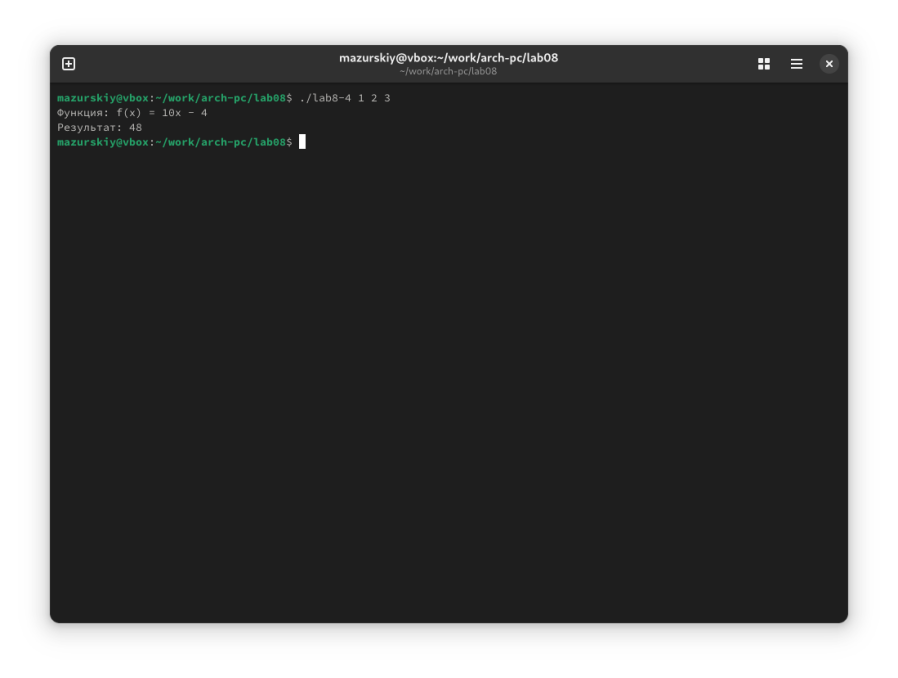 mazurskiy@vbox:~/work/arch-pc/lab08
~/work/arch-pc/lab08
mazurskiy@vbox:~/work/arch-pc/lab08$ ./lab8-4 1 2 3
Функция: f(x) = 10x - 4
Результат: 48
mazurskiy@vbox:~/work/arch-pc/lab08$